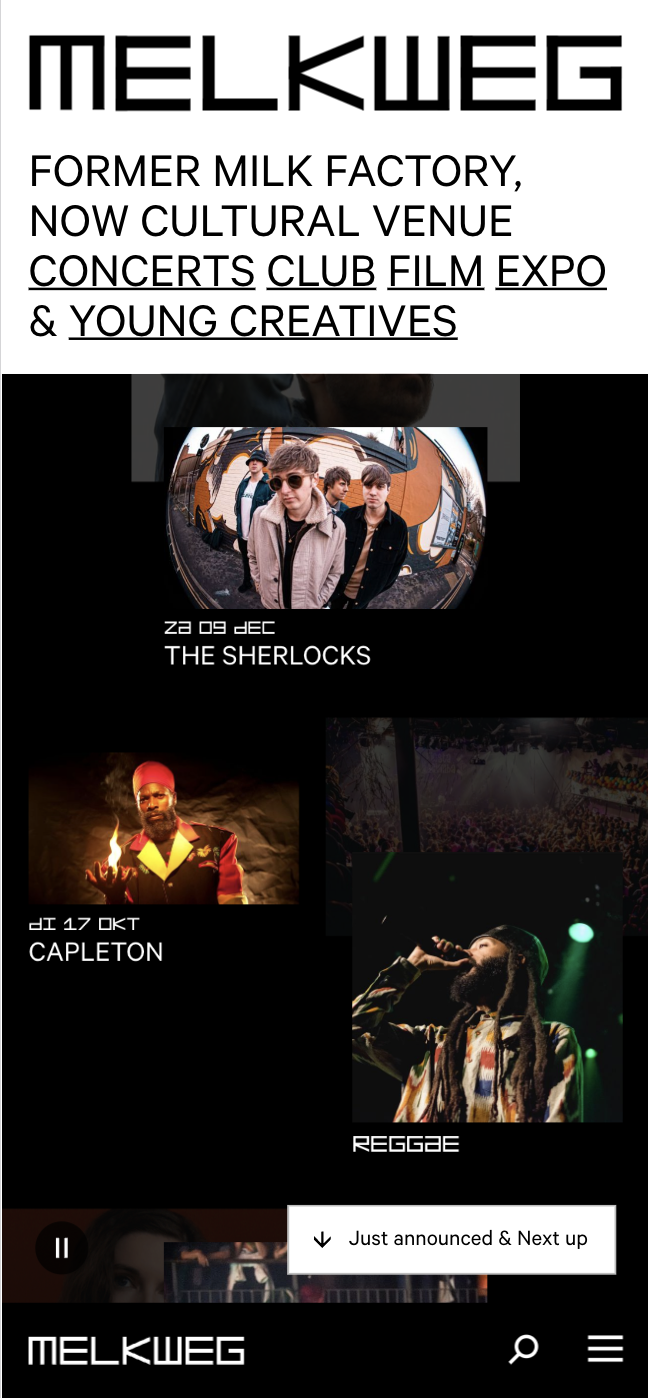 MELKWEG
FORMER MILK FACTORY,
NOW CULTURAL VENUE
CONCERTS CLUB FILM EXPO
& YOUNG CREATIVES
za 09 dec
THE SHERLOCKS
di 17 okt
CAPLETON
REGGAE
Just announced & Next up
MELKWEG